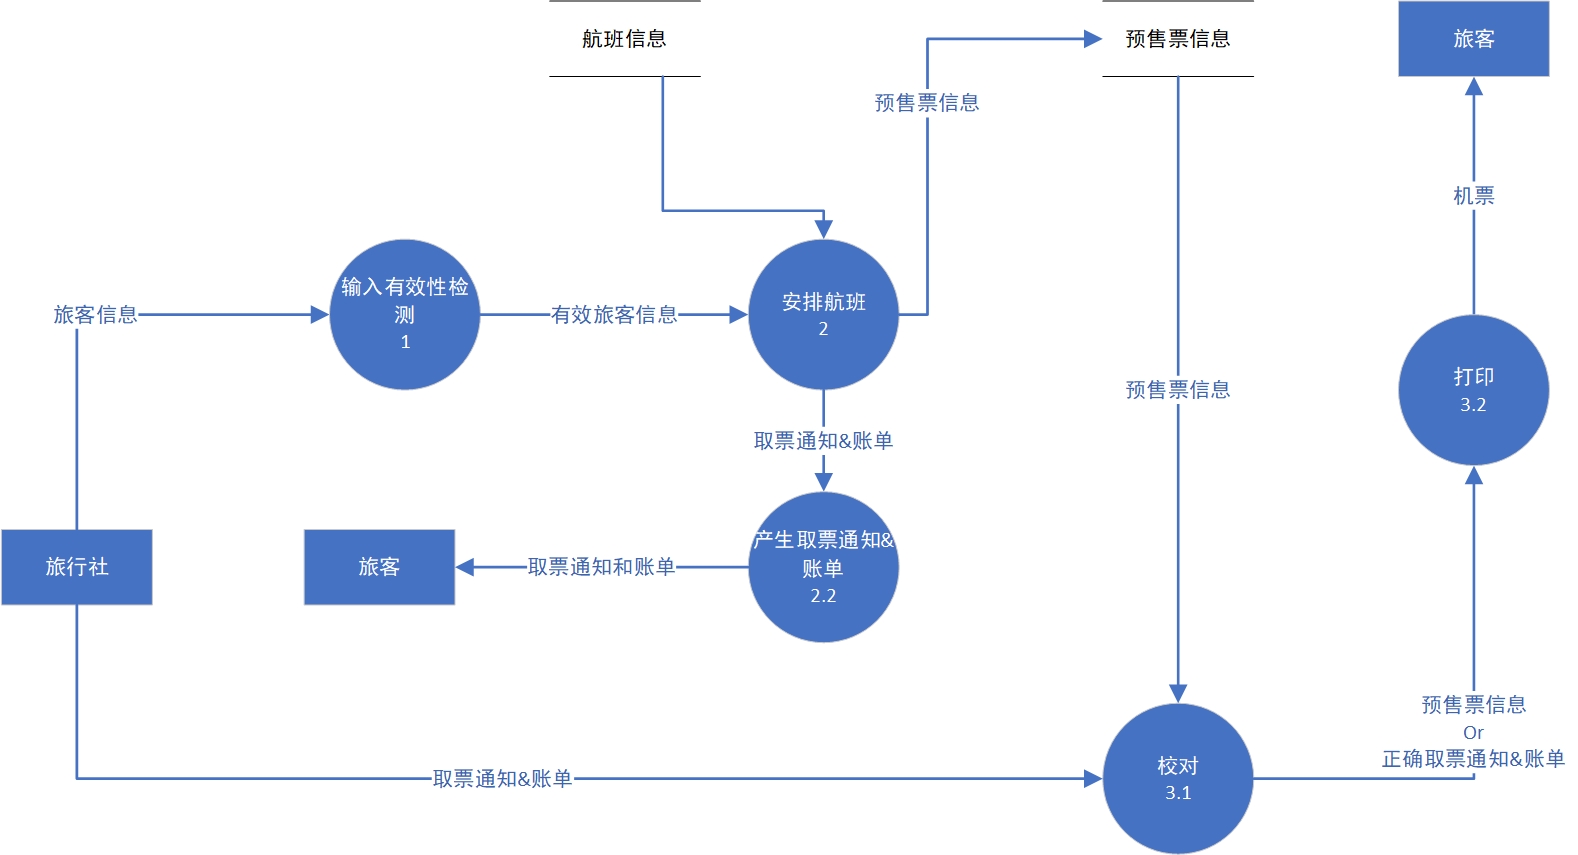 航班信息
预售票信息
旅客
预售票信息
机票
输入有效性检
测
1
安排航班
2
旅客信息
有效旅客信息
预售票信息
打印
3.2
取票通知&账单
产生取票通知&
账单
2.2
旅行社
旅客
取票通知和账单
预售票信息
Or
正确取票通知&账单
取票通知&账单
校对
3.1